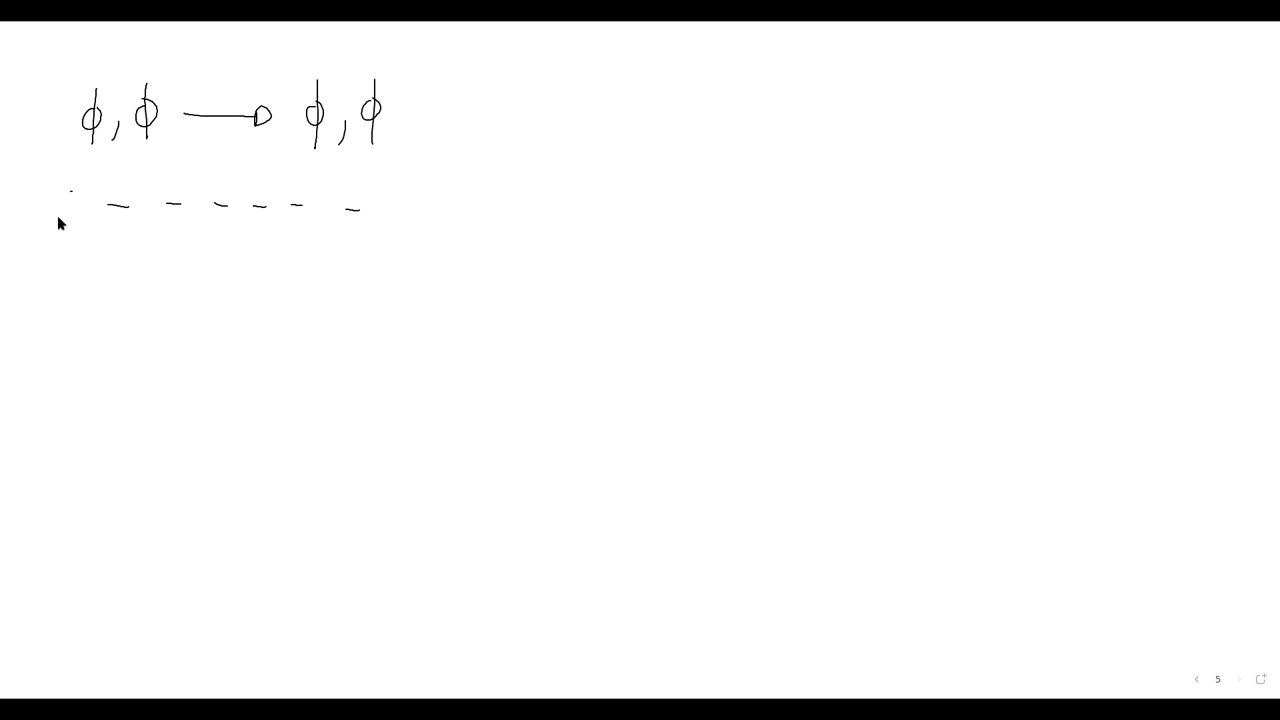 ϕ, ϕ → ϕ, ϕ
- - - - - -
5